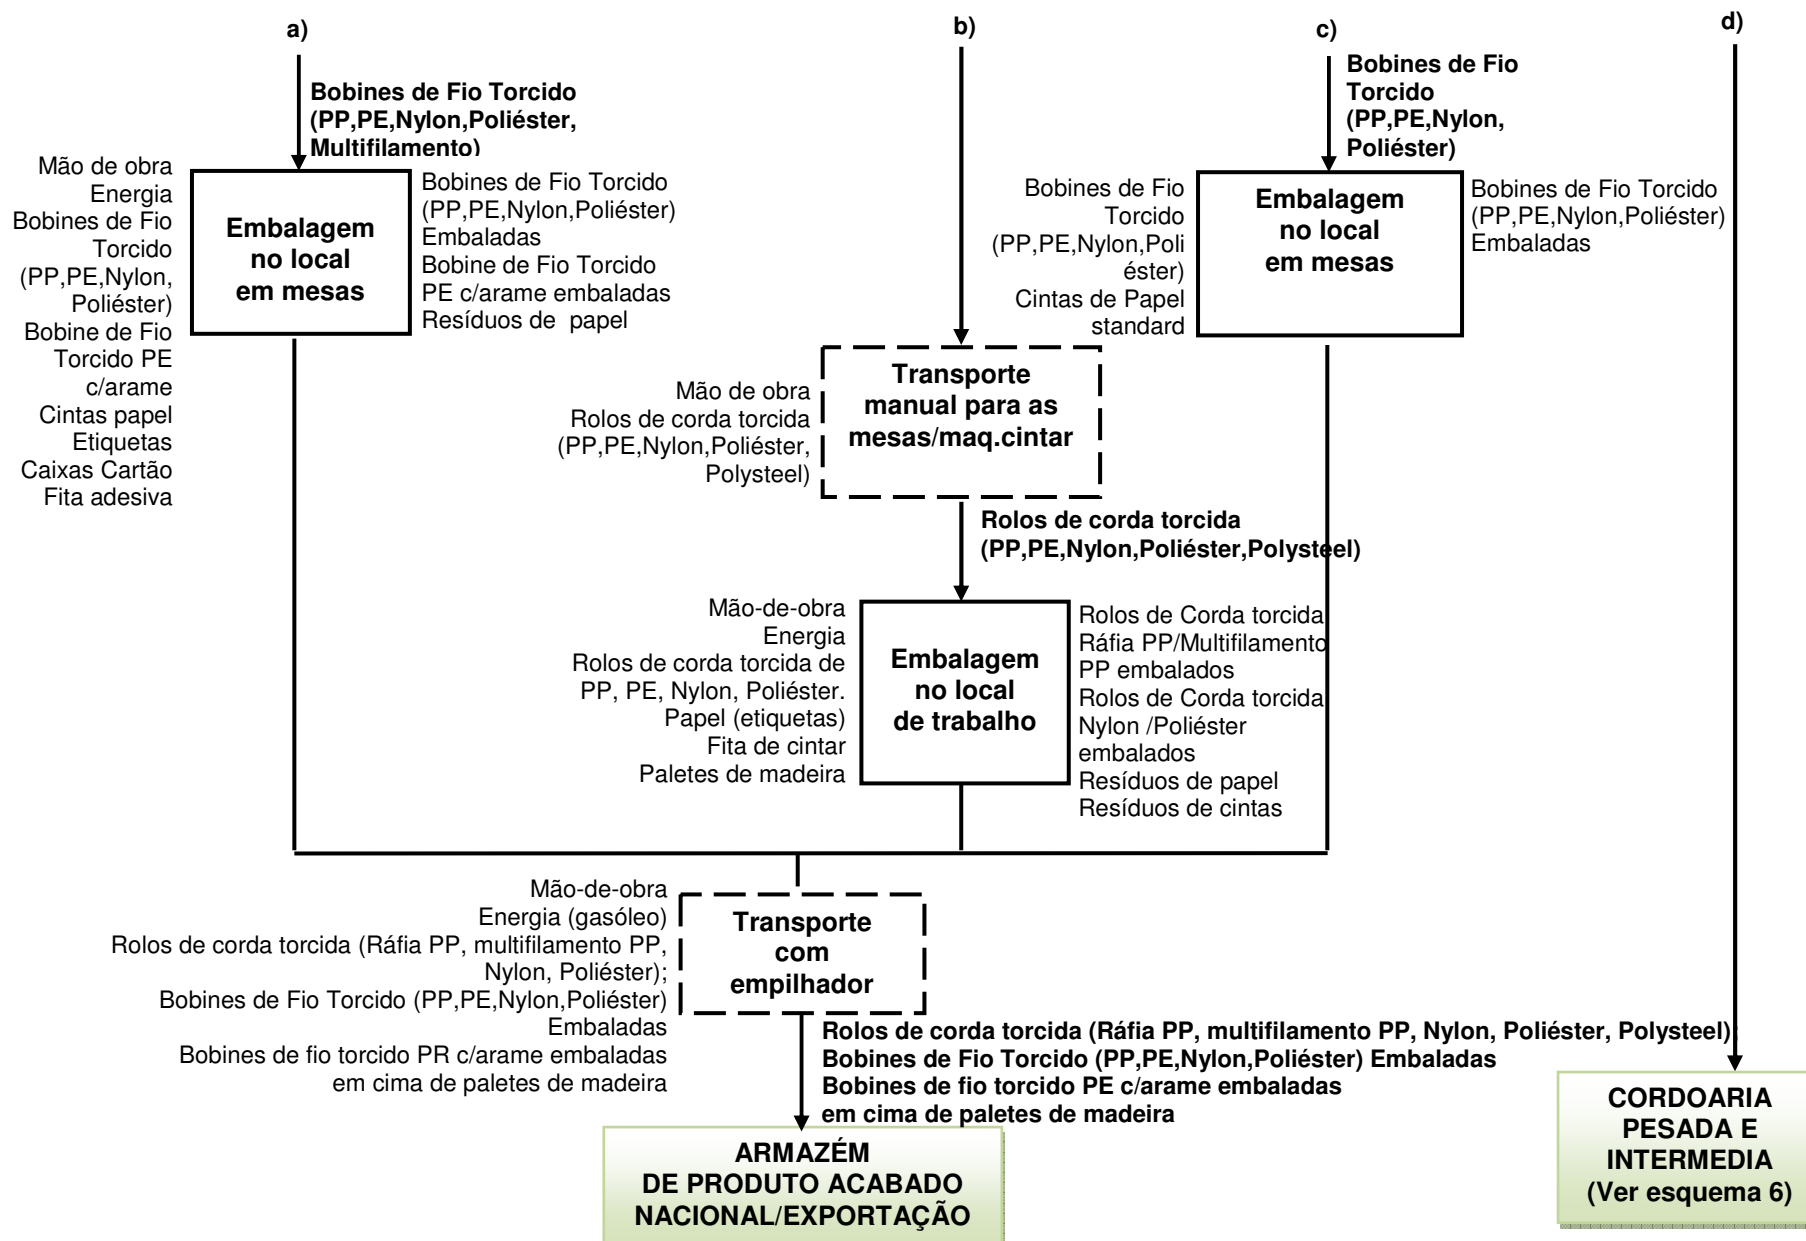 a)
b)
c)
d)
Bobines de Fio Torcido
(PP,PE,Nylon,Poliéster,
Multifilamento)
Bobines de Fio
Torcido
(PP,PE,Nylon,
Poliéster)
Mão de obra
Energia
Bobines de Fio
Torcido
(PP,PE,Nylon,
Poliéster)
Bobine de Fio
Torcido PE
c/arame
Cintas papel
Etiquetas
Caixas Cartão
Fita adesiva
Embalagem
no local
em mesas
Bobines de Fio Torcido
(PP,PE,Nylon,Poliéster)
Embaladas
Bobine de Fio Torcido
PE c/arame embaladas
Resíduos de papel
Bobines de Fio
Torcido
(PP,PE,Nylon,Poli
éster)
Cintas de Papel
standard
Embalagem
no local
em mesas
Bobines de Fio Torcido
(PP,PE,Nylon,Poliéster)
Embaladas
Mão de obra
Rolos de corda torcida
(PP,PE,Nylon,Poliéster,
Polysteel)
Transporte
manual para as
mesas/maq.cintar
Rolos de corda torcida
(PP,PE,Nylon,Poliéster,Polysteel)
Mão-de-obra
Energia
Rolos de corda torcida de
PP, PE, Nylon, Poliéster.
Papel (etiquetas)
Fita de cintar
Paletes de madeira
Embalagem
no local
de trabalho
Rolos de Corda torcida
Ráfia PP/Multifilamento
PP embalados
Rolos de Corda torcida
Nylon /Poliéster
embalados
Resíduos de papel
Resíduos de cintas
Mão-de-obra
Energia (gasóleo)
Rolos de corda torcida (Ráfia PP, multifilamento PP,
Nylon, Poliéster);
Bobines de Fio Torcido (PP,PE,Nylon,Poliéster)
Embaladas
Bobines de fio torcido PR c/arame embaladas
em cima de paletes de madeira
Transporte
com
empilhador
Rolos de corda torcida (Ráfia PP, multifilamento PP, Nylon, Poliéster, Polysteel);
Bobines de Fio Torcido (PP,PE,Nylon,Poliéster) Embaladas
Bobines de fio torcido PE c/arame embaladas
em cima de paletes de madeira
ARMAZÉM
DE PRODUTO ACABADO
NACIONAL/EXPORTAÇÃO
CORDOARIA
PESADA E
INTERMEDIA
(Ver esquema 6)